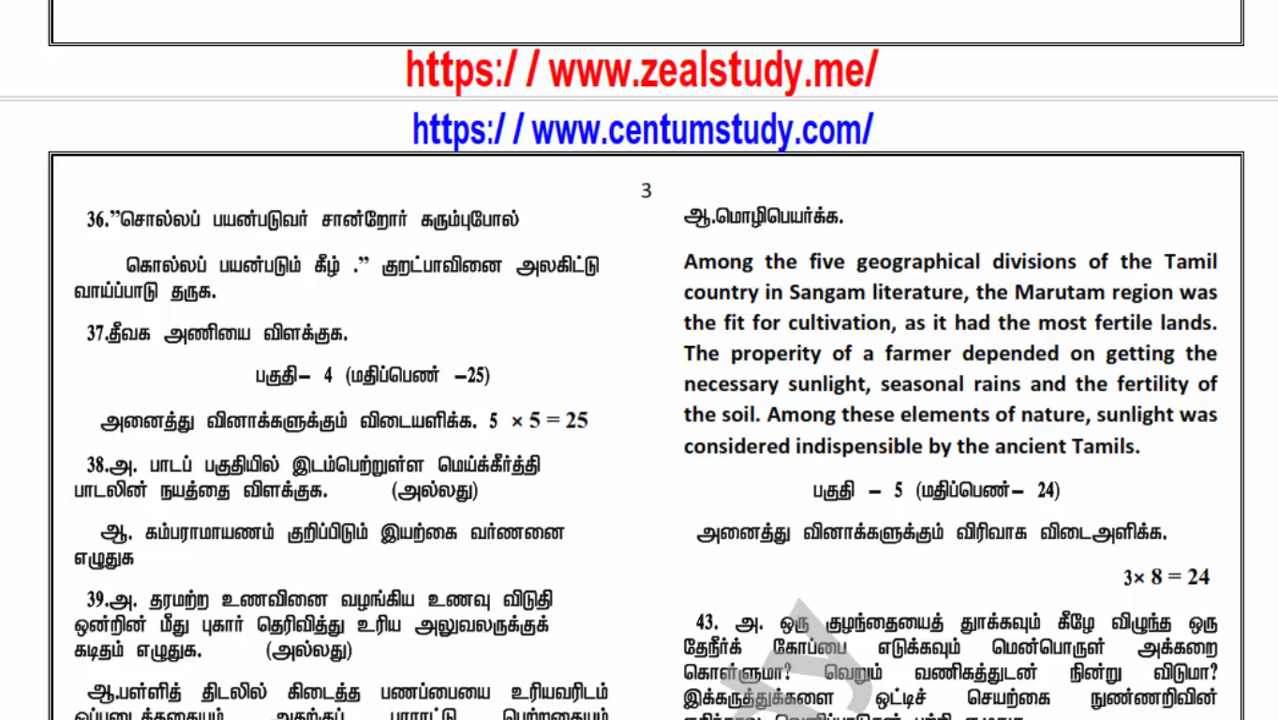 https:/ / www.zealstudy.me/
https:/ / www.centumstudy.com/
3
36.”சொல்லப் பயன்படுவர் சான்றோர் கரும்புபோல்
கொல்லப் பயன்படும் கீழ் .” குறட்பாவினை அலகிட்டு
வாய்ப்பாடு தருக.
37.தீவக அணியை விளக்குக.
பகுதி– 4 (மதிப்பெண் –25)
அனைத்து வினாக்களுக்கும் விடையளிக்க. 5 × 5 = 25
38.அ. பாடப் பகுதியில் இடம்பெற்றுள்ள மெய்க்கீர்த்தி
பாடலின் நயத்தை விளக்குக. (அல்லது)
ஆ. கம்பராமாயணம் குறிப்பிடும் இயற்கை வர்ணனை
எழுதுக
39.அ. தரமற்ற உணவினை வழங்கிய உணவு விடுதி
ஒன்றின் மீது புகார் தெரிவித்து உரிய அலுவலருக்குக்
கடிதம் எழுதுக. (அல்லது)
ஆ.பள்ளித் திடலில் கிடைத்த பணப்பையை உரியவரிடம்
ஆ.மொழிபெயர்க்க.
Among the five geographical divisions of the Tamil
country in Sangam literature, the Marutam region was
the fit for cultivation, as it had the most fertile lands.
The properity of a farmer depended on getting the
necessary sunlight, seasonal rains and the fertility of
the soil. Among these elements of nature, sunlight was
considered indispensible by the ancient Tamils.
பகுதி – 5 (மதிப்பெண்– 24)
அனைத்து வினாக்களுக்கும் விரிவாக விடைஅளிக்க.
3× 8 = 24
43. அ. ஒரு குழந்தையைத் தூக்கவும் கீழே விழுந்த ஒரு
தேநீர்க் கோப்பை எடுக்கவும் மென்பொருள் அக்கறை
கொள்ளுமா? வெறும் வணிகத்துடன் நின்று விடுமா?
இக்கருத்துக்களை ஒட்டிச் செயற்கை நுண்ணறிவின்